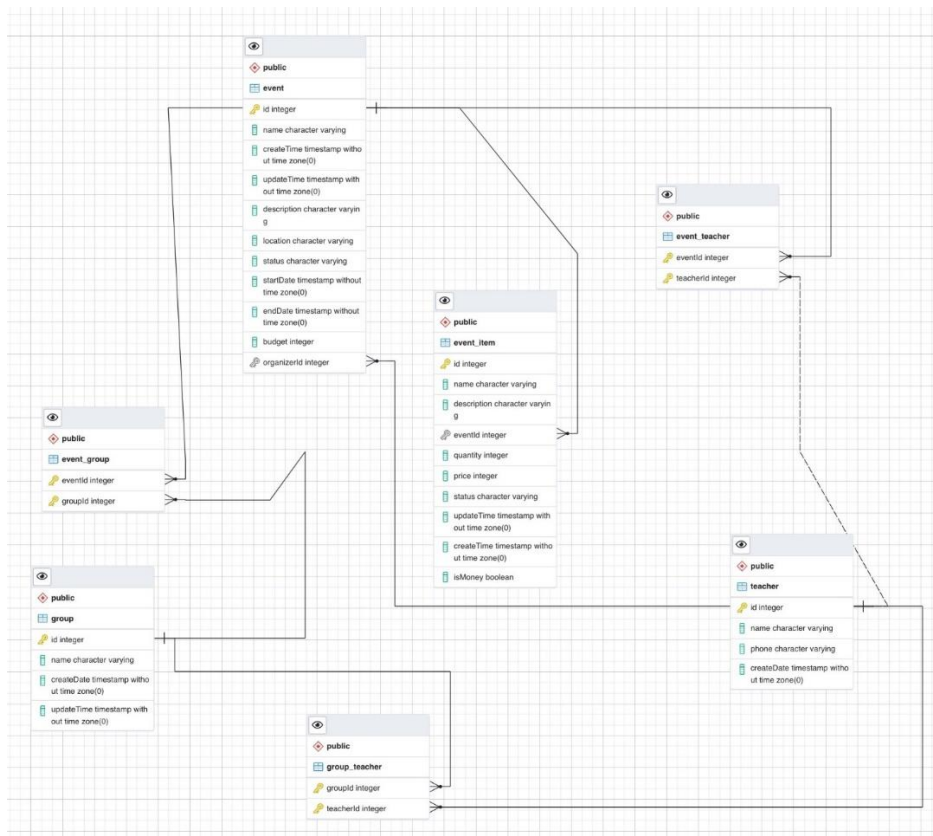 public
event
id integer
name character varying
createTime timestamp witho
ut time zone(0)
updateTime timestamp with
out time zone(0)
description character varyin
g
location character varying
status character varying
startDate timestamp without
time zone(0)
endDate timestamp without
time zone(0)
budget integer
organizerId integer
public
event_teacher
eventId integer
teacherId integer
public
event_item
id integer
name character varying
description character varyin
g
eventId integer
quantity integer
price integer
status character varying
updateTime timestamp with
out time zone(0)
createTime timestamp witho
ut time zone(0)
isMoney boolean
public
event_group
eventId integer
groupId integer
public
group
id integer
name character varying
createDate timestamp witho
ut time zone(0)
updateTime timestamp with
out time zone(0)
public
teacher
id integer
name character varying
phone character varying
createDate timestamp witho
ut time zone(0)
public
group_teacher
groupId integer
teacherId integer